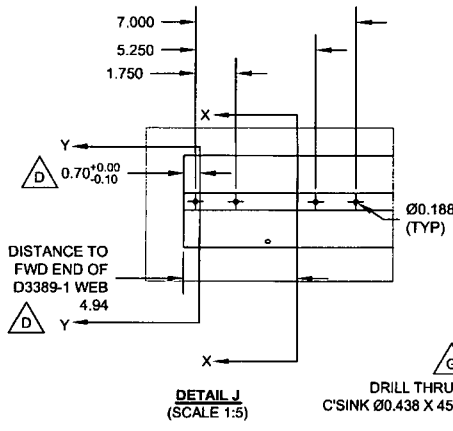 7.000
5.250
1.750
X
Y
D
0.70 +0.00
-0.10
Ø0.188
(TYP)
DISTANCE TO
FWD END OF
D3389-1 WEB
4.94
D
Y
X
DETAIL J
(SCALE 1:5)
DRILL THRU
C'SINK Ø0.438 X 45